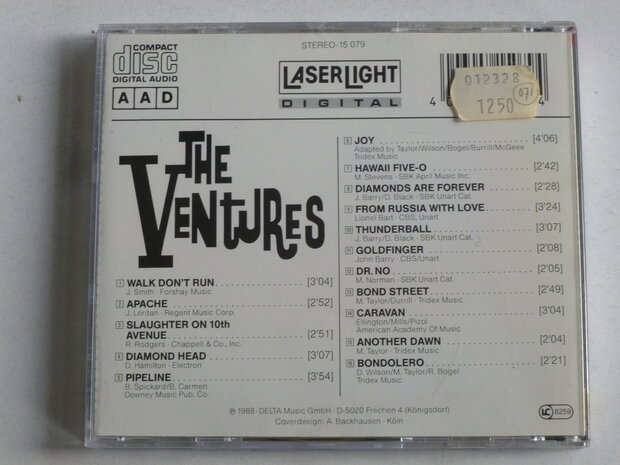 COMPACT
disc
DIGITAL AUDIO
A A D
STEREO · 15 079
LASERLIGHT
DIGITAL
012328
1250
4
4
THE
VENTURES
1 WALK DON'T RUN [3'04]
J. Smith · Forshay Music
2 APACHE [2'52]
J. Lordan · Regent Music Corp.
3 SLAUGHTER ON 10th
AVENUE [2'51]
R. Rodgers · Chappell & Co., Inc.
4 DIAMOND HEAD [3'07]
D. Hamilton · Electron
5 PIPELINE [3'54]
B. Spickard/B. Carmen
Downey Music Pub. Co.
6 JOY [4'06]
Adapted by Taylor/Wilson/Bogel/Burrill/McGeee
Tridex Music
7 HAWAII FIVE-O [2'42]
M. Stevens · SBK April Music Inc.
8 DIAMONDS ARE FOREVER [2'28]
J. Barry/D. Black · SBK Unart Cat.
9 FROM RUSSIA WITH LOVE [3'24]
Lionel Bart · CBS, Unart
10 THUNDERBALL [3'07]
J. Barry/D. Black · SBK Unart Cat.
11 GOLDFINGER [2'08]
John Barry · CBS/Unart
12 DR. NO [2'05]
M. Norman · SBK Unart Cat.
13 BOND STREET [2'49]
M. Taylor/Durrill · Tridex Music
14 CARAVAN [3'04]
Ellington/Mills/Pizol
American Academy Of Music
15 ANOTHER DAWN [2'04]
M. Taylor · Tridex Music
16 BONDOLERO [2'21]
D. Wilson/M. Taylor/R. Bogel
Tridex Music
℗ 1988 · DELTA Music GmbH · D-5020 Frechen 4 (Königsdorf)
Coverdesign: A. Backhausen · Köln
LC 8259